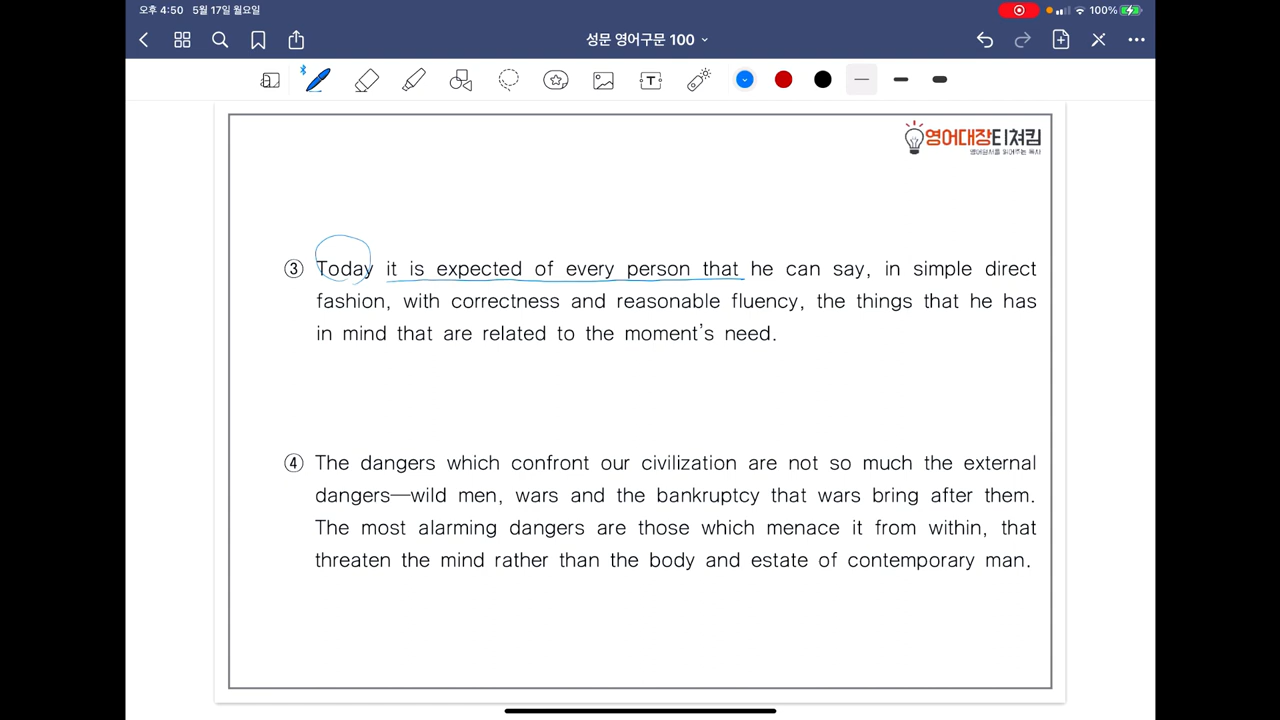 오후 4:50 5월 17일 월요일
100%
성문 영어구문 100
영어대장티쳐킴
③ Today it is expected of every person that he can say, in simple direct
fashion, with correctness and reasonable fluency, the things that he has
in mind that are related to the moment's need.
④ The dangers which confront our civilization are not so much the external
dangers—wild men, wars and the bankruptcy that wars bring after them.
The most alarming dangers are those which menace it from within, that
threaten the mind rather than the body and estate of contemporary man.